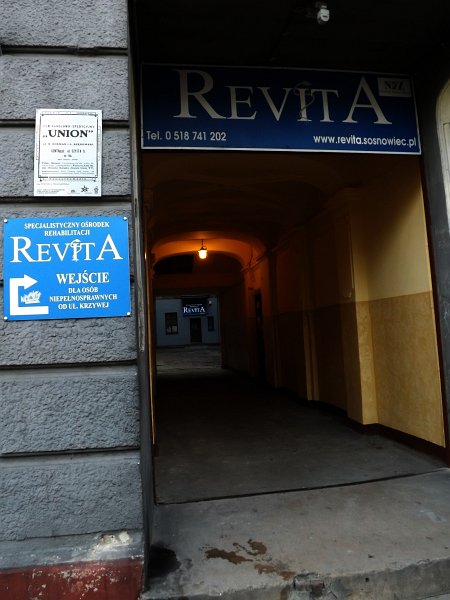 REVITA
NFZ
Tel. 0 518 741 202
www.revita.sosnowiec.pl
„UNION”
SPECJALISTYCZNY OŚRODEK
REHABILITACJI
REVITA
WEJŚCIE
DLA OSÓB
NIEPEŁNOSPRAWNYCH
OD UL. KRZYWEJ
REVITA